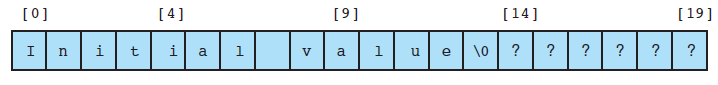 [0] [4] [9] [14] [19]
I n i t i a l   v a l u e \0 ? ? ? ? ? ?